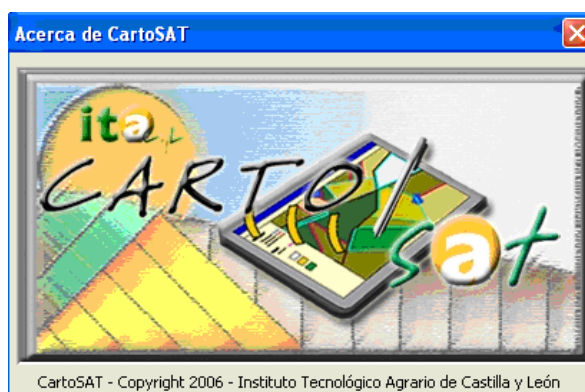 Acerca de CartoSAT
ita
CARTO
sat
CartoSAT - Copyright 2006 - Instituto Tecnológico Agrario de Castilla y León